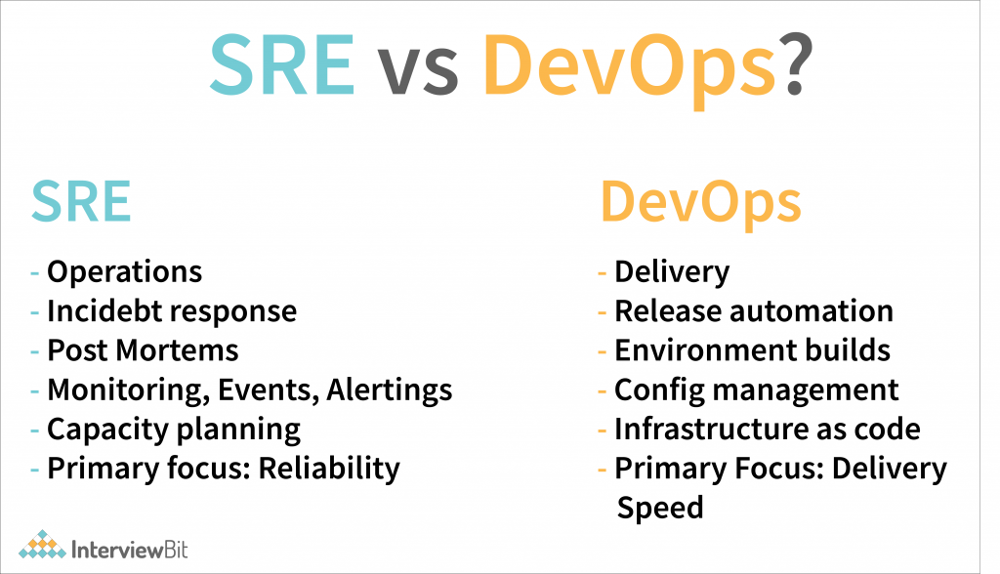 SRE vs DevOps?
SRE
- Operations
- Incidebt response
- Post Mortems
- Monitoring, Events, Alertings
- Capacity planning
- Primary focus: Reliability
DevOps
- Delivery
- Release automation
- Environment builds
- Config management
- Infrastructure as code
- Primary Focus: Delivery
Speed
InterviewBit